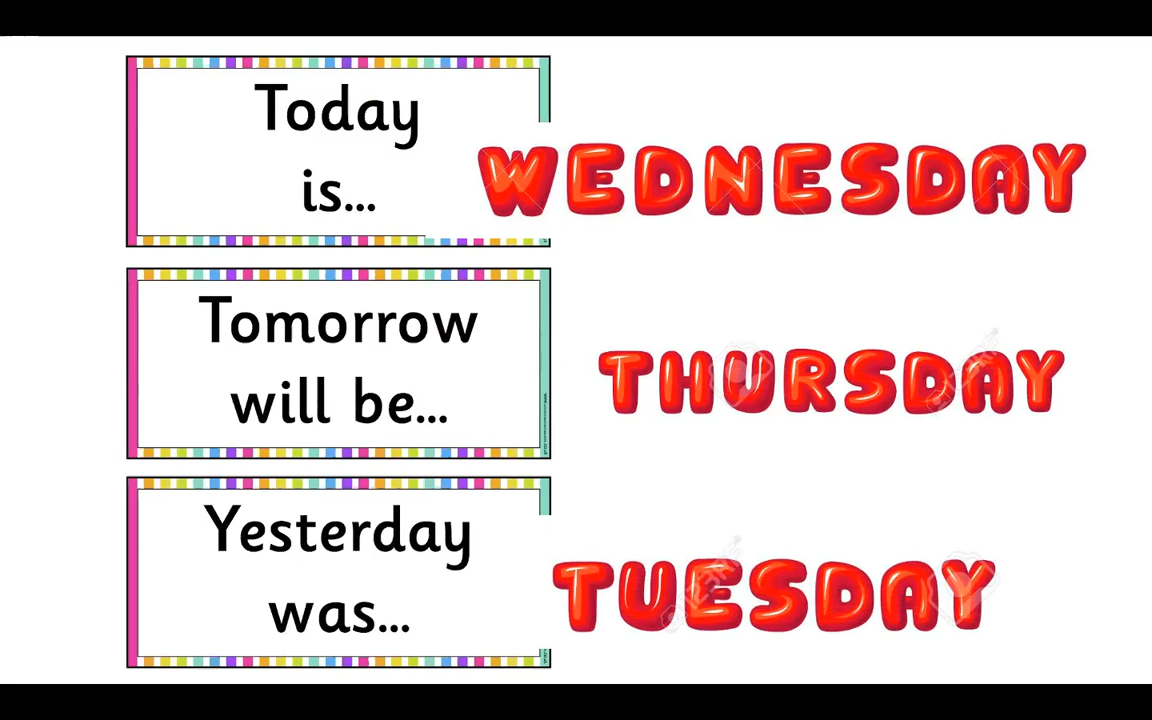 Today
is...
WEDNESDAY
Tomorrow
will be...
THURSDAY
Yesterday
was...
TUESDAY